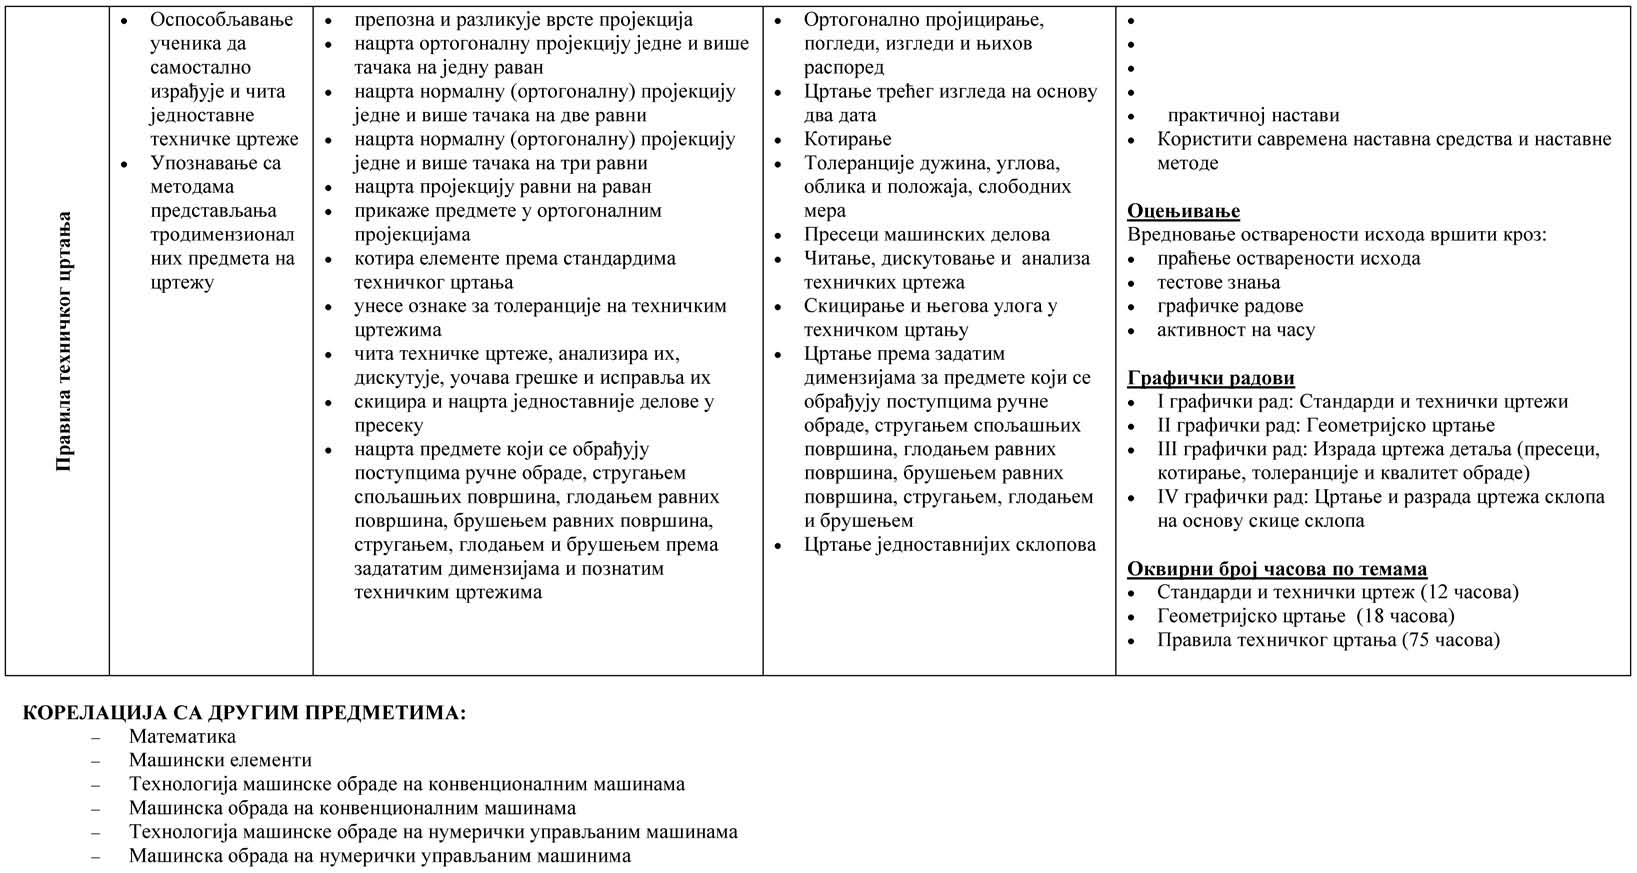 Правила техничког цртања
• Оспособљавање
ученика да
самостално
израђује и чита
једноставне
техничке цртеже
• Упознавање са
методама
представљања
тродимензионал
них предмета на
цртежу
• препозна и разликује врсте пројекција
• нацрта ортогоналну пројекцију једне и више
тачака на једну раван
• нацрта нормалну (ортогоналну) пројекцију
једне и више тачака на две равни
• нацрта нормалну (ортогоналну) пројекцију
једне и више тачака на три равни
• нацрта пројекцију равни на раван
• прикаже предмете у ортогоналним
пројекцијама
• котира елементе према стандардима
техничког цртања
• унесе ознаке за толеранције на техничким
цртежима
• чита техничке цртеже, анализира их,
дискутује, уочава грешке и исправља их
• скицира и нацрта једноставније делове у
пресеку
• нацрта предмете који се обрађују
поступцима ручне обраде, стругањем
спољашњих површина, глодањем равних
површина, брушењем равних површина,
стругањем, глодањем и брушењем према
задататим димензијама и познатим
техничким цртежима
• Ортогонално пројицирање,
погледи, изгледи и њихов
распоред
• Цртање трећег изгледа на основу
два дата
• Котирање
• Толеранције дужина, углова,
облика и положаја, слободних
мера
• Пресеци машинских делова
• Читање, дискутовање и анализа
техничких цртежа
• Скицирање и његова улога у
техничком цртању
• Цртање према задатим
димензијама за предмете који се
обрађују поступцима ручне
обраде, стругањем спољашњих
површина, глодањем равних
површина, брушењем равних
површина, стругањем, глодањем
и брушењем
• Цртање једноставнијих склопова
•
•
•
•
• практичној настави
• Користити савремена наставна средства и наставне
методе
Оцењивање
Вредновање остварености исхода вршити кроз:
• праћење остварености исхода
• тестове знања
• графичке радове
• активност на часу
Графички радови
• I графички рад: Стандарди и технички цртежи
• II графички рад: Геометријско цртање
• III графички рад: Израда цртежа детаља (пресеци,
котирање, толеранције и квалитет обраде)
• IV графички рад: Цртање и разрада цртежа склопа
на основу скице склопа
Оквирни број часова по темама
• Стандарди и технички цртеж (12 часова)
• Геометријско цртање (18 часова)
• Правила техничког цртања (75 часова)
КОРЕЛАЦИЈА СА ДРУГИМ ПРЕДМЕТИМА:
– Математика
– Машински елементи
– Технологија машинске обраде на конвенционалним машинама
– Машинска обрада на конвенционалним машинама
– Технологија машинске обраде на нумерички управљаним машинама
– Машинска обрада на нумерички управљаним машинима